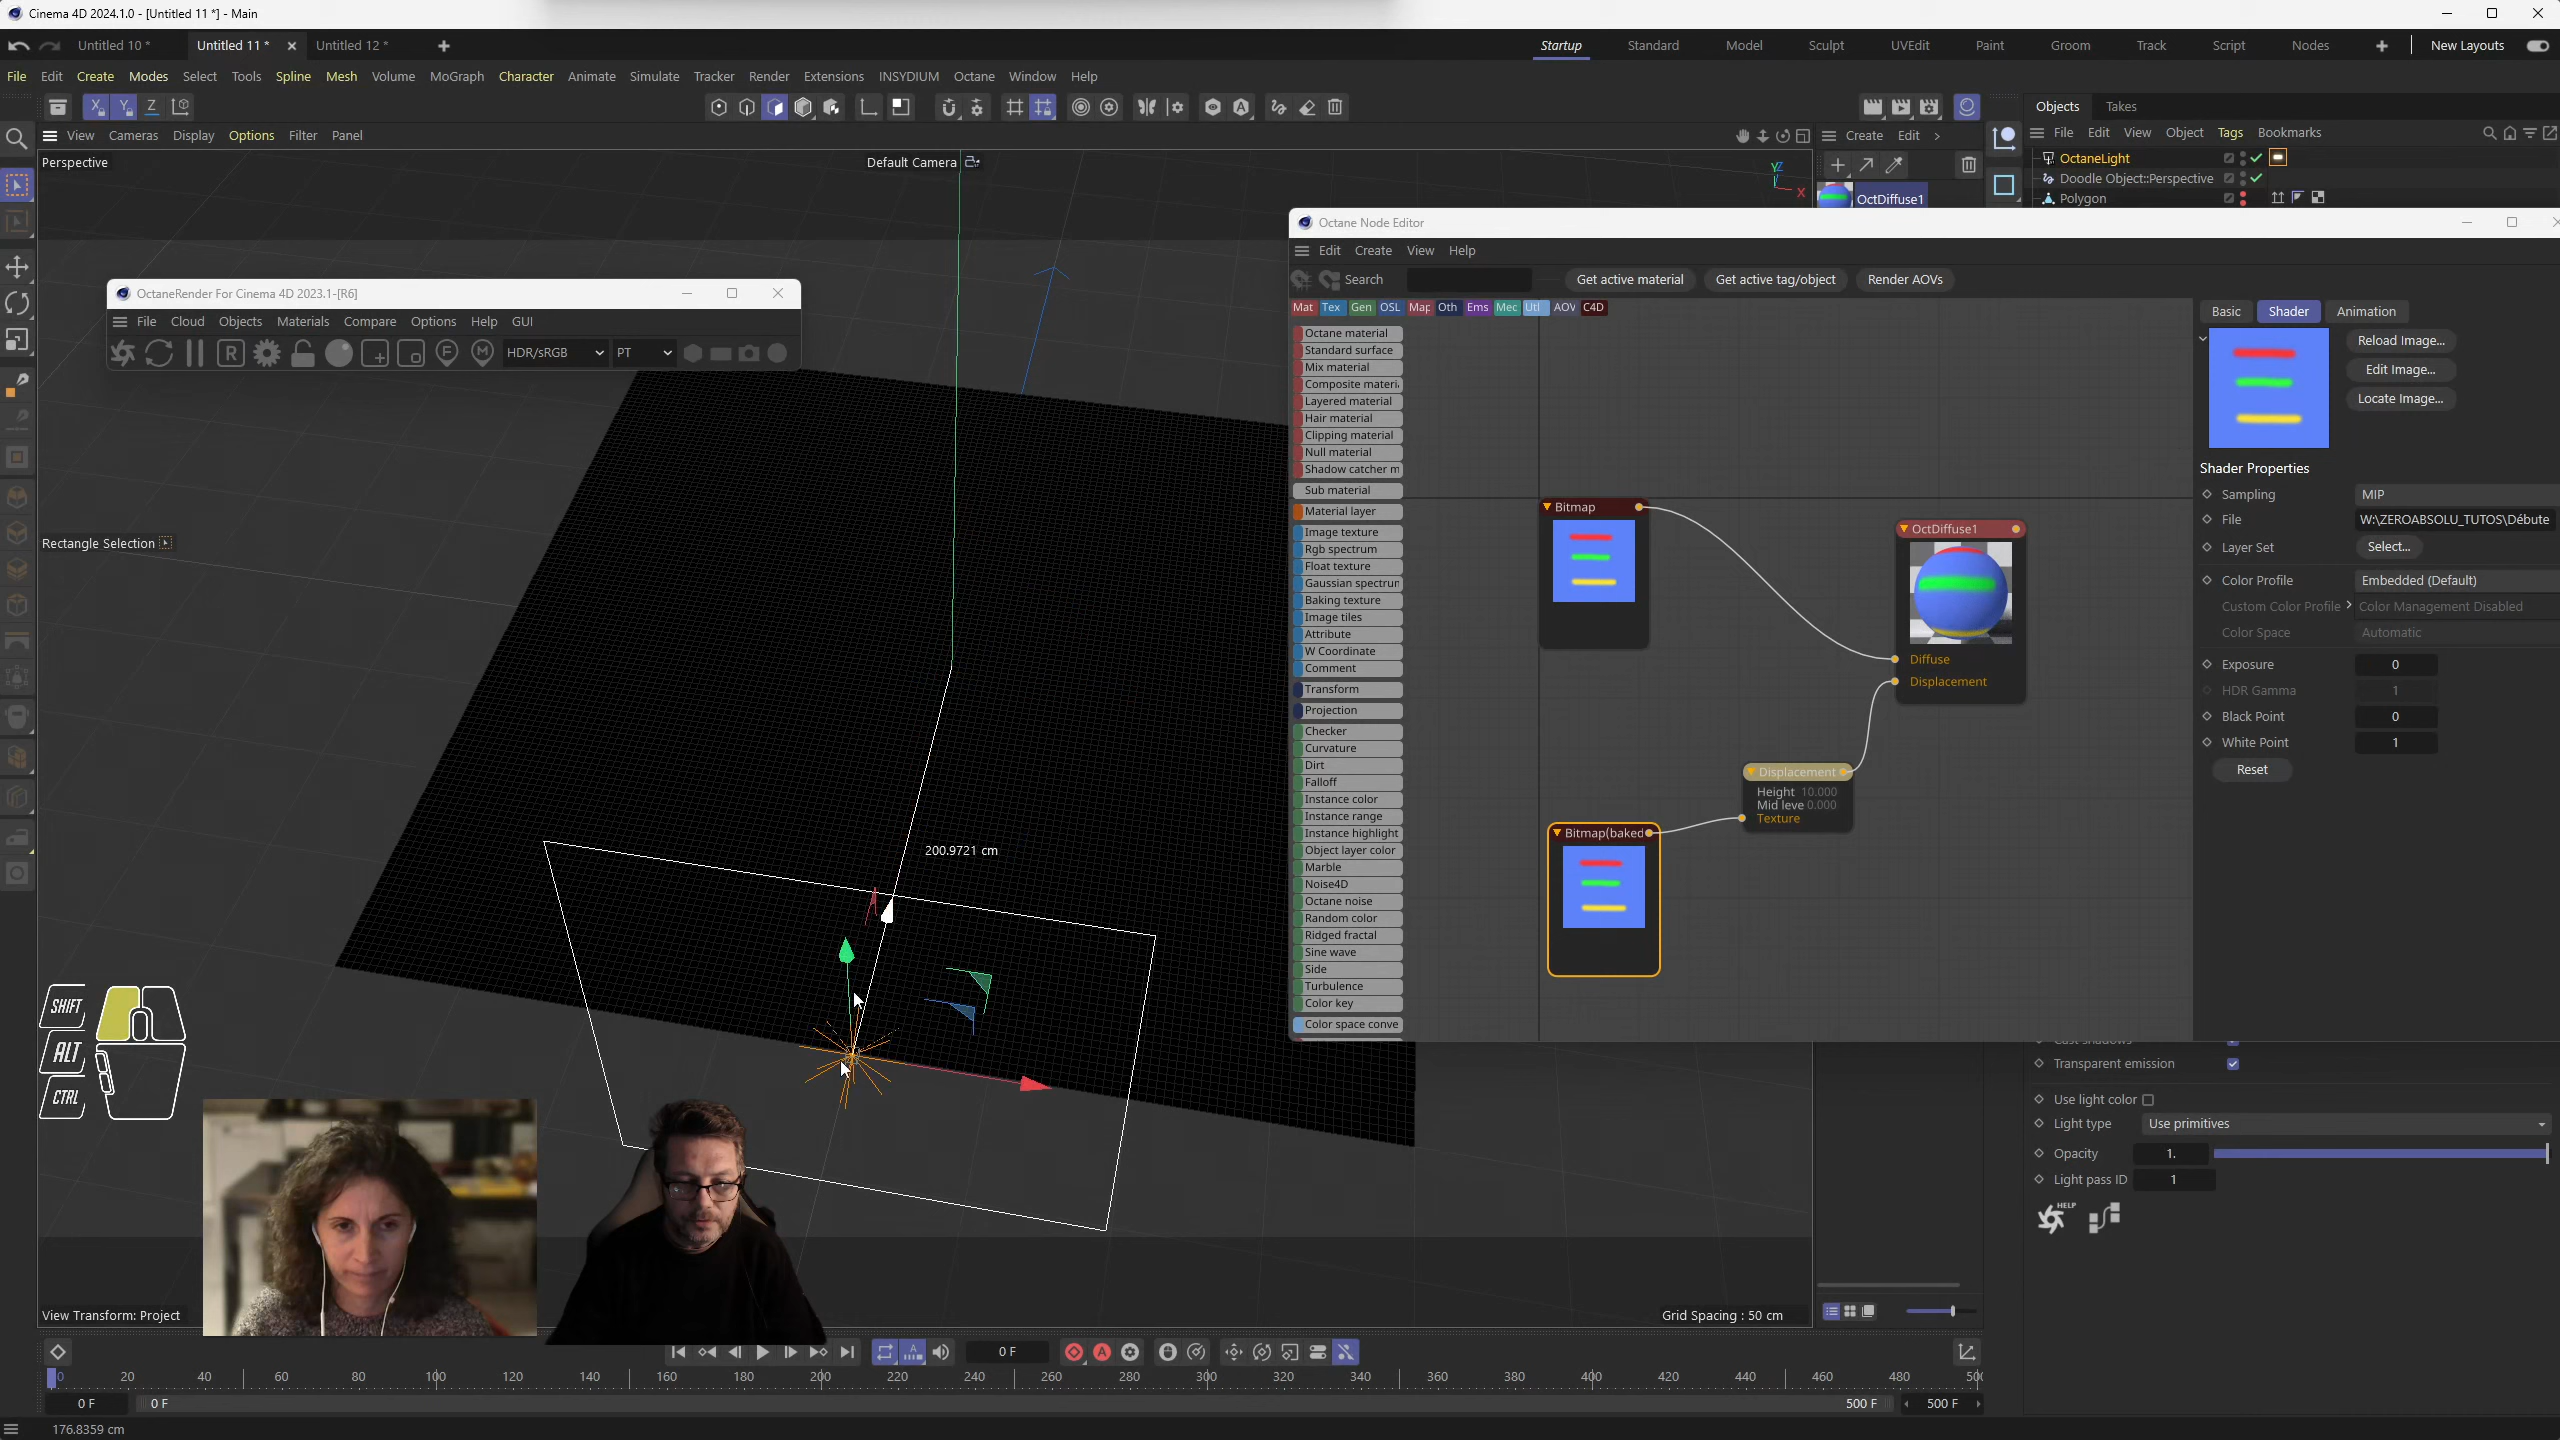 Cinema 4D 2024.1.0 - [Untitled 11 *] - Main
Untitled 10 *
Untitled 11 *
Untitled 12 *
Startup
Standard
Model
Sculpt
UVEdit
Paint
Groom
Track
Script
Nodes
New Layouts
File Edit Create Modes Select Tools Spline Mesh Volume MoGraph Character Animate Simulate Tracker Render Extensions INSYDIUM Octane Window Help
X
Y
Z
Objects
Takes
View Cameras Display Options Filter Panel
Create Edit
File Edit View Object Tags Bookmarks
Perspective
Default Camera
OctDiffuse1
OctaneLight
Doodle Object::Perspective
Polygon
Octane Node Editor
Edit Create View Help
Search
Get active material
Get active tag/object
Render AOVs
Mat Tex Gen OSL Map Oth Ems Mec Utl AOV C4D
Octane material
Standard surface
Mix material
Composite materi
Layered material
Hair material
Clipping material
Null material
Shadow catcher m
Sub material
Material layer
Image texture
Rgb spectrum
Float texture
Gaussian spectrur
Baking texture
Image tiles
Attribute
W Coordinate
Comment
Transform
Projection
Checker
Curvature
Dirt
Falloff
Instance color
Instance range
Instance highlight
Object layer color
Marble
Noise4D
Octane noise
Random color
Ridged fractal
Sine wave
Side
Turbulence
Color key
Color space conve
Bitmap
OctDiffuse1
Diffuse
Displacement
Displacement
Height 10.000
Mid leve 0.000
Texture
Bitmap(baked
Basic
Shader
Animation
Reload Image...
Edit Image...
Locate Image...
Shader Properties
Sampling MIP
File W:\ZEROABSOLU_TUTOS\Débute
Layer Set Select...
Color Profile Embedded (Default)
Custom Color Profile Color Management Disabled
Color Space Automatic
Exposure 0
HDR Gamma 1
Black Point 0
White Point 1
Reset
Transparent emission
Use light color
Light type Use primitives
Opacity 1.
Light pass ID 1
HELP
OctaneRender For Cinema 4D 2023.1-[R6]
File Cloud Objects Materials Compare Options Help GUI
R
F
M
HDR/sRGB
PT
Rectangle Selection
200.9721 cm
SHIFT
ALT
CTRL
View Transform: Project
Grid Spacing : 50 cm
0 F
0 20 40 60 80 100 120 140 160 180 200 220 240 260 280 300 320 340 360 380 400 420 440 460 480 50
0 F
0 F
500 F
500 F
176.8359 cm